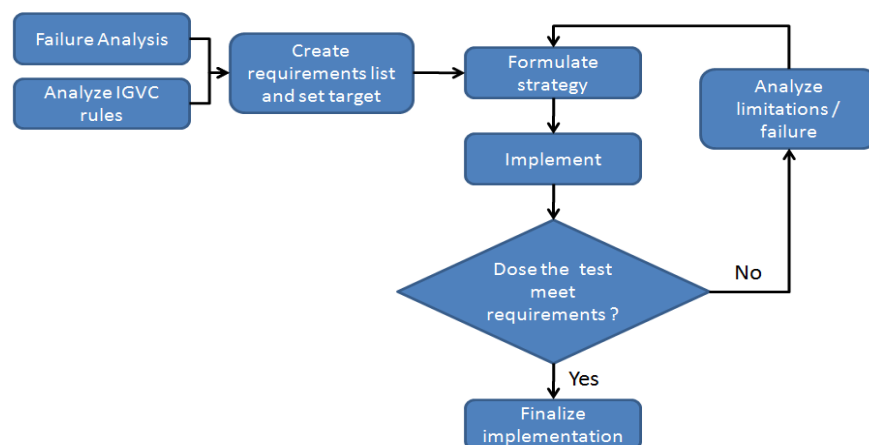 Failure Analysis
Analyze IGVC
rules
Create
requirements list
and set target
Formulate
strategy
Analyze
limitations /
failure
Implement
Dose the test
meet
requirements ?
No
Yes
Finalize
implementation